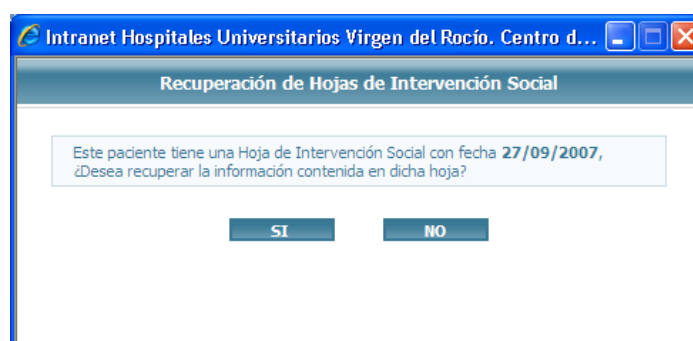 Intranet Hospitales Universitarios Virgen del Rocío. Centro d...
Recuperación de Hojas de Intervención Social
Este paciente tiene una Hoja de Intervención Social con fecha 27/09/2007,
¿Desea recuperar la información contenida en dicha hoja?
SI NO